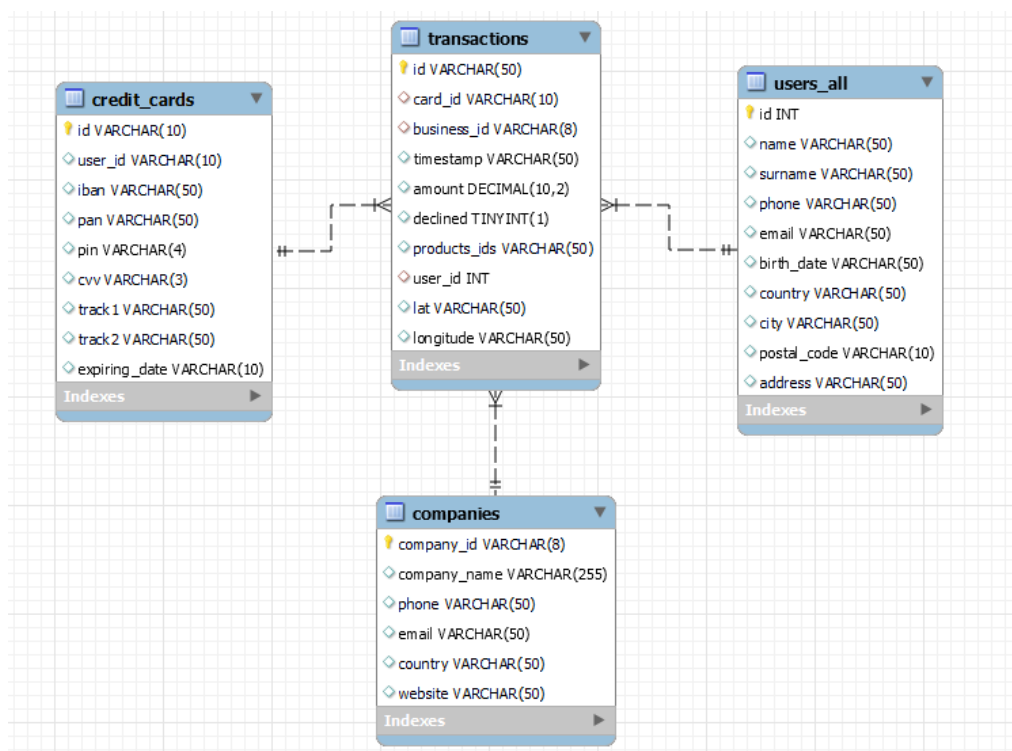 transactions
id VARCHAR(50)
card_id VARCHAR(10)
business_id VARCHAR(8)
timestamp VARCHAR(50)
amount DECIMAL(10,2)
declined TINYINT(1)
products_ids VARCHAR(50)
user_id INT
lat VARCHAR(50)
longitude VARCHAR(50)
Indexes
credit_cards
id VARCHAR(10)
user_id VARCHAR(10)
iban VARCHAR(50)
pan VARCHAR(50)
pin VARCHAR(4)
cvv VARCHAR(3)
track1 VARCHAR(50)
track2 VARCHAR(50)
expiring_date VARCHAR(10)
Indexes
users_all
id INT
name VARCHAR(50)
surname VARCHAR(50)
phone VARCHAR(50)
email VARCHAR(50)
birth_date VARCHAR(50)
country VARCHAR(50)
city VARCHAR(50)
postal_code VARCHAR(10)
address VARCHAR(50)
Indexes
companies
company_id VARCHAR(8)
company_name VARCHAR(255)
phone VARCHAR(50)
email VARCHAR(50)
country VARCHAR(50)
website VARCHAR(50)
Indexes